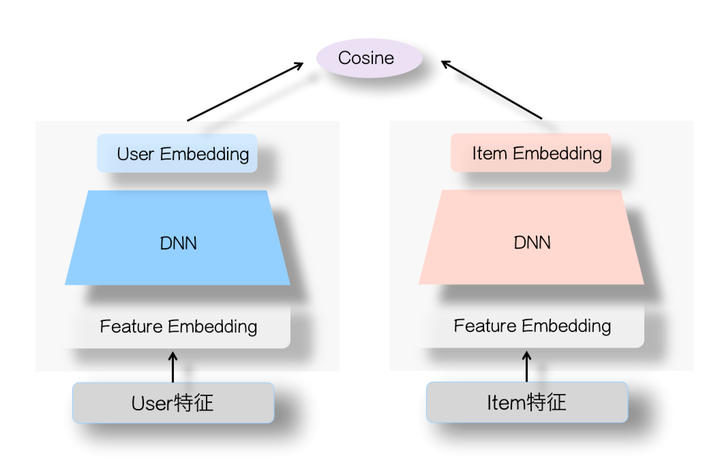 Cosine
User Embedding
Item Embedding
DNN
DNN
Feature Embedding
Feature Embedding
User特征
Item特征